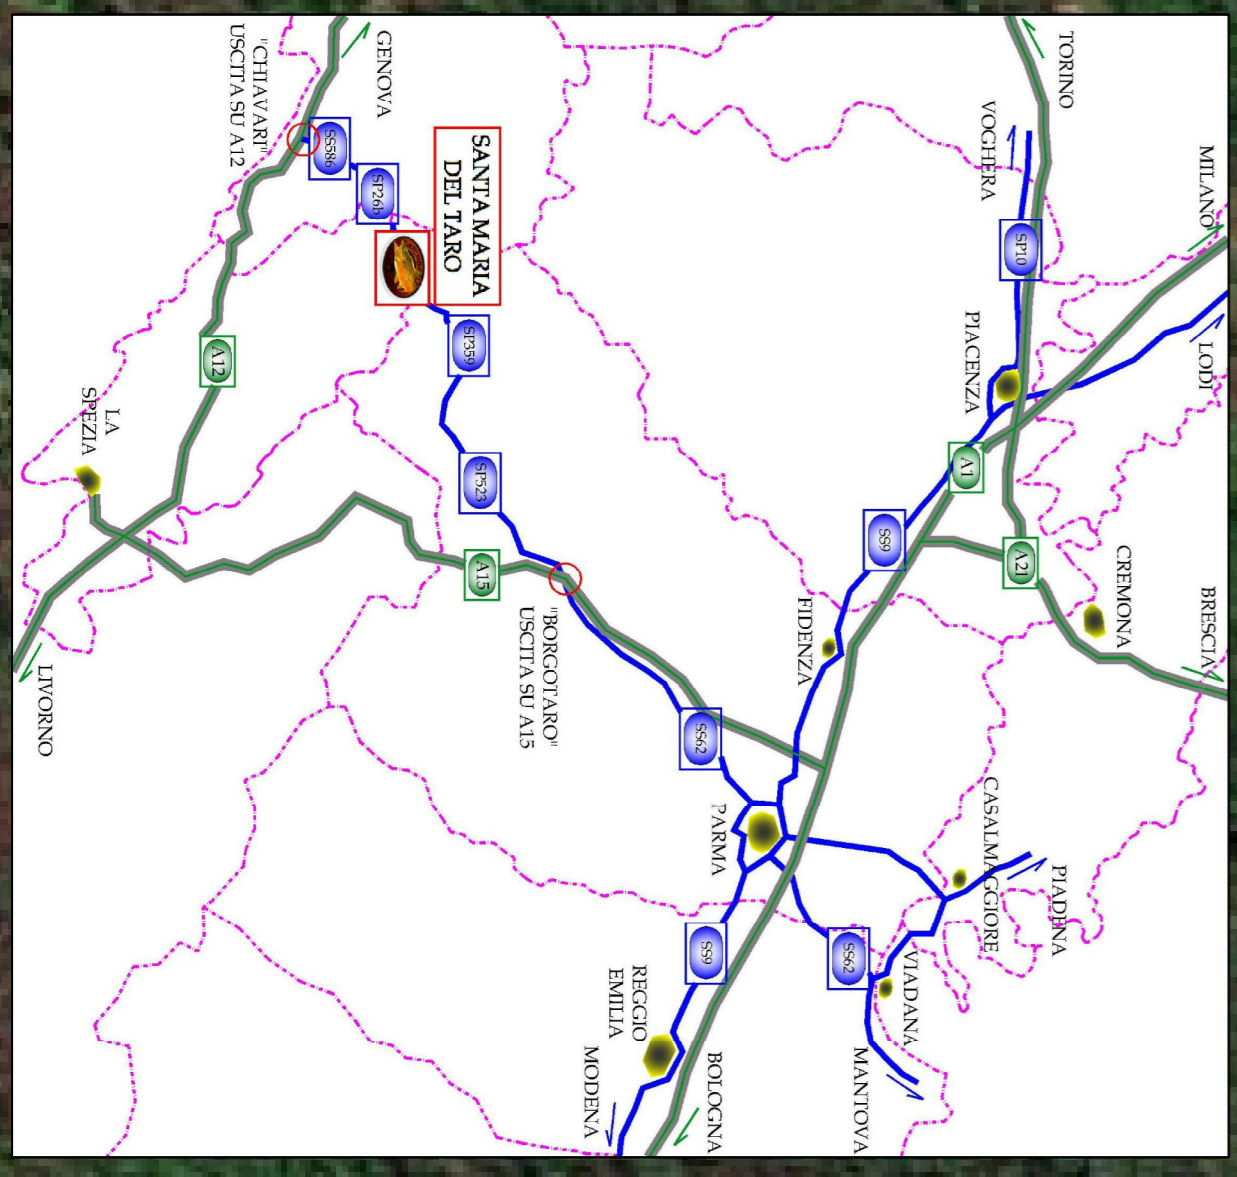 MILANO
LODI
BRESCIA
TORINO
VOGHERA
SP10
PIACENZA
A1
SS9
A21
CREMONA
FIDENZA
CASALMAGGIORE
PIADENA
VIADANA
MANTOVA
SS62
PARMA
SS62
SS9
REGGIO
EMILIA
MODENA
BOLOGNA
SANTA MARIA
DEL TARO
SP359
SP523
A15
"BORGOTARO"
USCITA SU A15
GENOVA
"CHIAVARI"
USCITA SU A12
SS586
SP26b
A12
LA
SPEZIA
LIVORNO